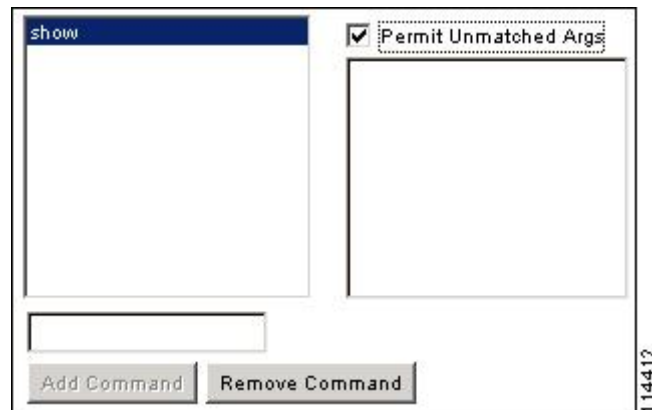 show
Permit Unmatched Args
Add Command
Remove Command
114412